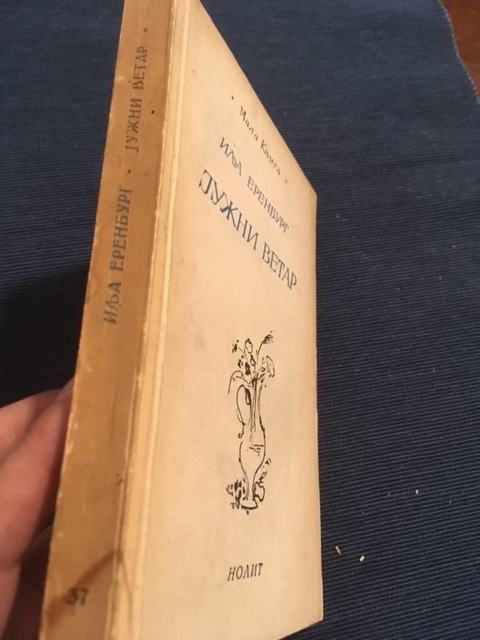 ИЉА ЕРЕНБУРГ · ЈУЖНИ ВЕТАР
37
· Мала Књига ·
ИЉА ЕРЕНБУРГ
ЈУЖНИ ВЕТАР
НОЛИТ